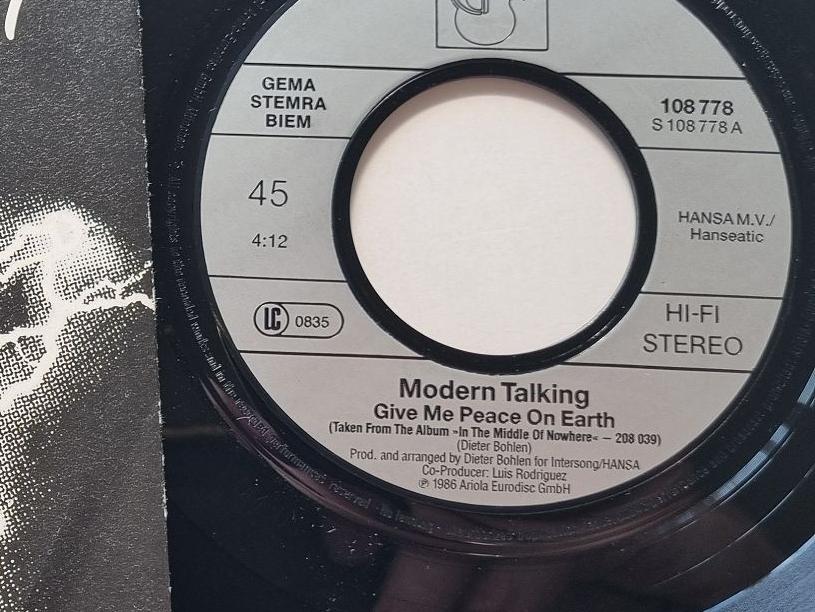 GEMA
STEMRA
BIEM
108 778
S 108 778 A
45
4:12
HANSA M.V./
Hanseatic
LC 0835
HI-FI
STEREO
Modern Talking
Give Me Peace On Earth
(Taken From The Album »In The Middle Of Nowhere« – 208 039)
(Dieter Bohlen)
Prod. and arranged by Dieter Bohlen for Intersong/HANSA
Co-Producer: Luis Rodriguez
℗ 1986 Ariola Eurodisc GmbH